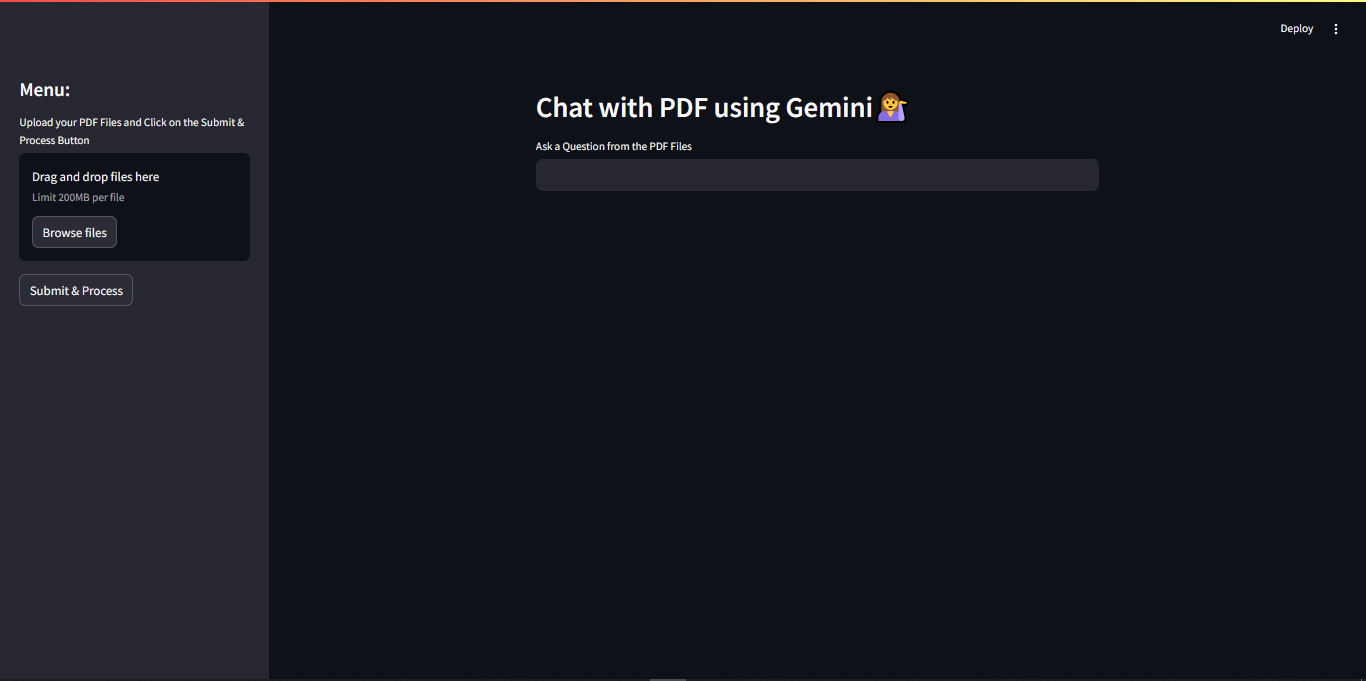 Deploy
Menu:
Upload your PDF Files and Click on the Submit &
Process Button
Drag and drop files here
Limit 200MB per file
Browse files
Submit & Process
Chat with PDF using Gemini💁
Ask a Question from the PDF Files